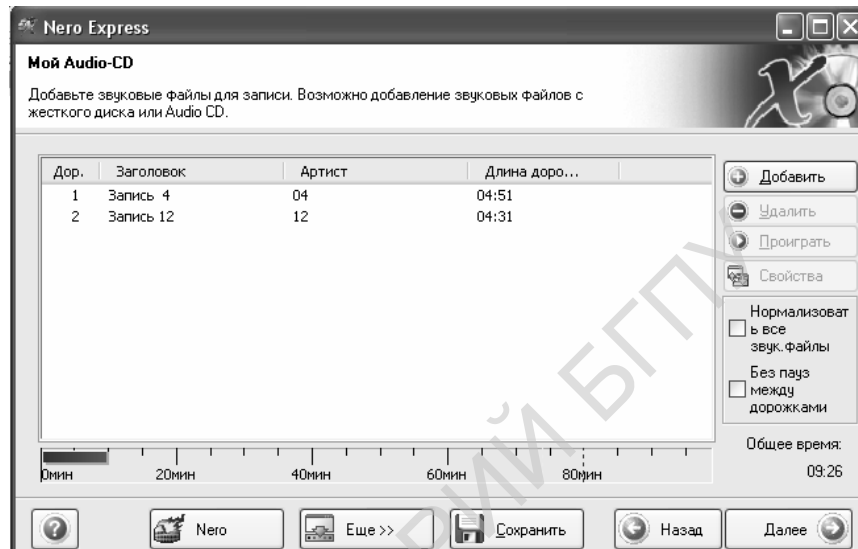 Nero Express
Мой Audio-CD
Добавьте звуковые файлы для записи. Возможно добавление звуковых файлов с
жесткого диска или Audio CD.
Дор. Заголовок Артист Длина доро...
1 Запись 4 04 04:51
2 Запись 12 12 04:31
Добавить
Удалить
Проиграть
Свойства
Нормализоват
ь все
звук.файлы
Без пауз
между
дорожками
Общее время:
09:26
0мин 20мин 40мин 60мин 80мин
Nero Еще >> Сохранить Назад Далее
РИЙ БГПУ